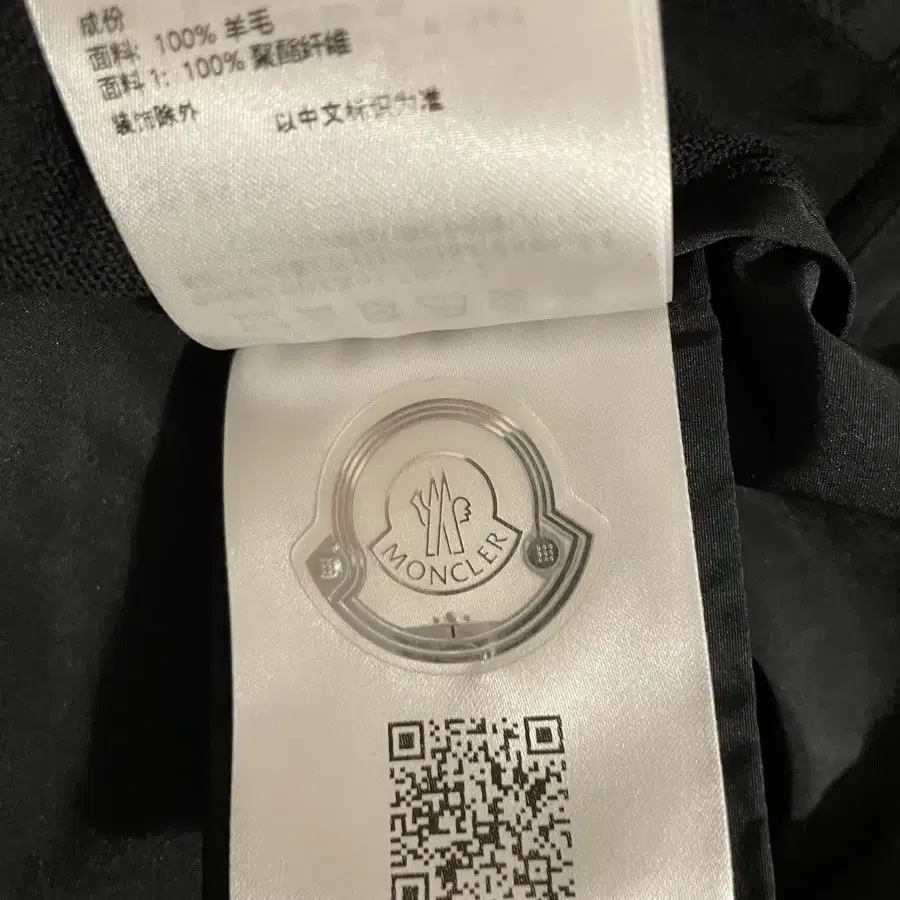 成份
面料: 100% 羊毛
面料 1: 100% 聚酯纤维
装饰除外 以中文标识为准
MONCLER